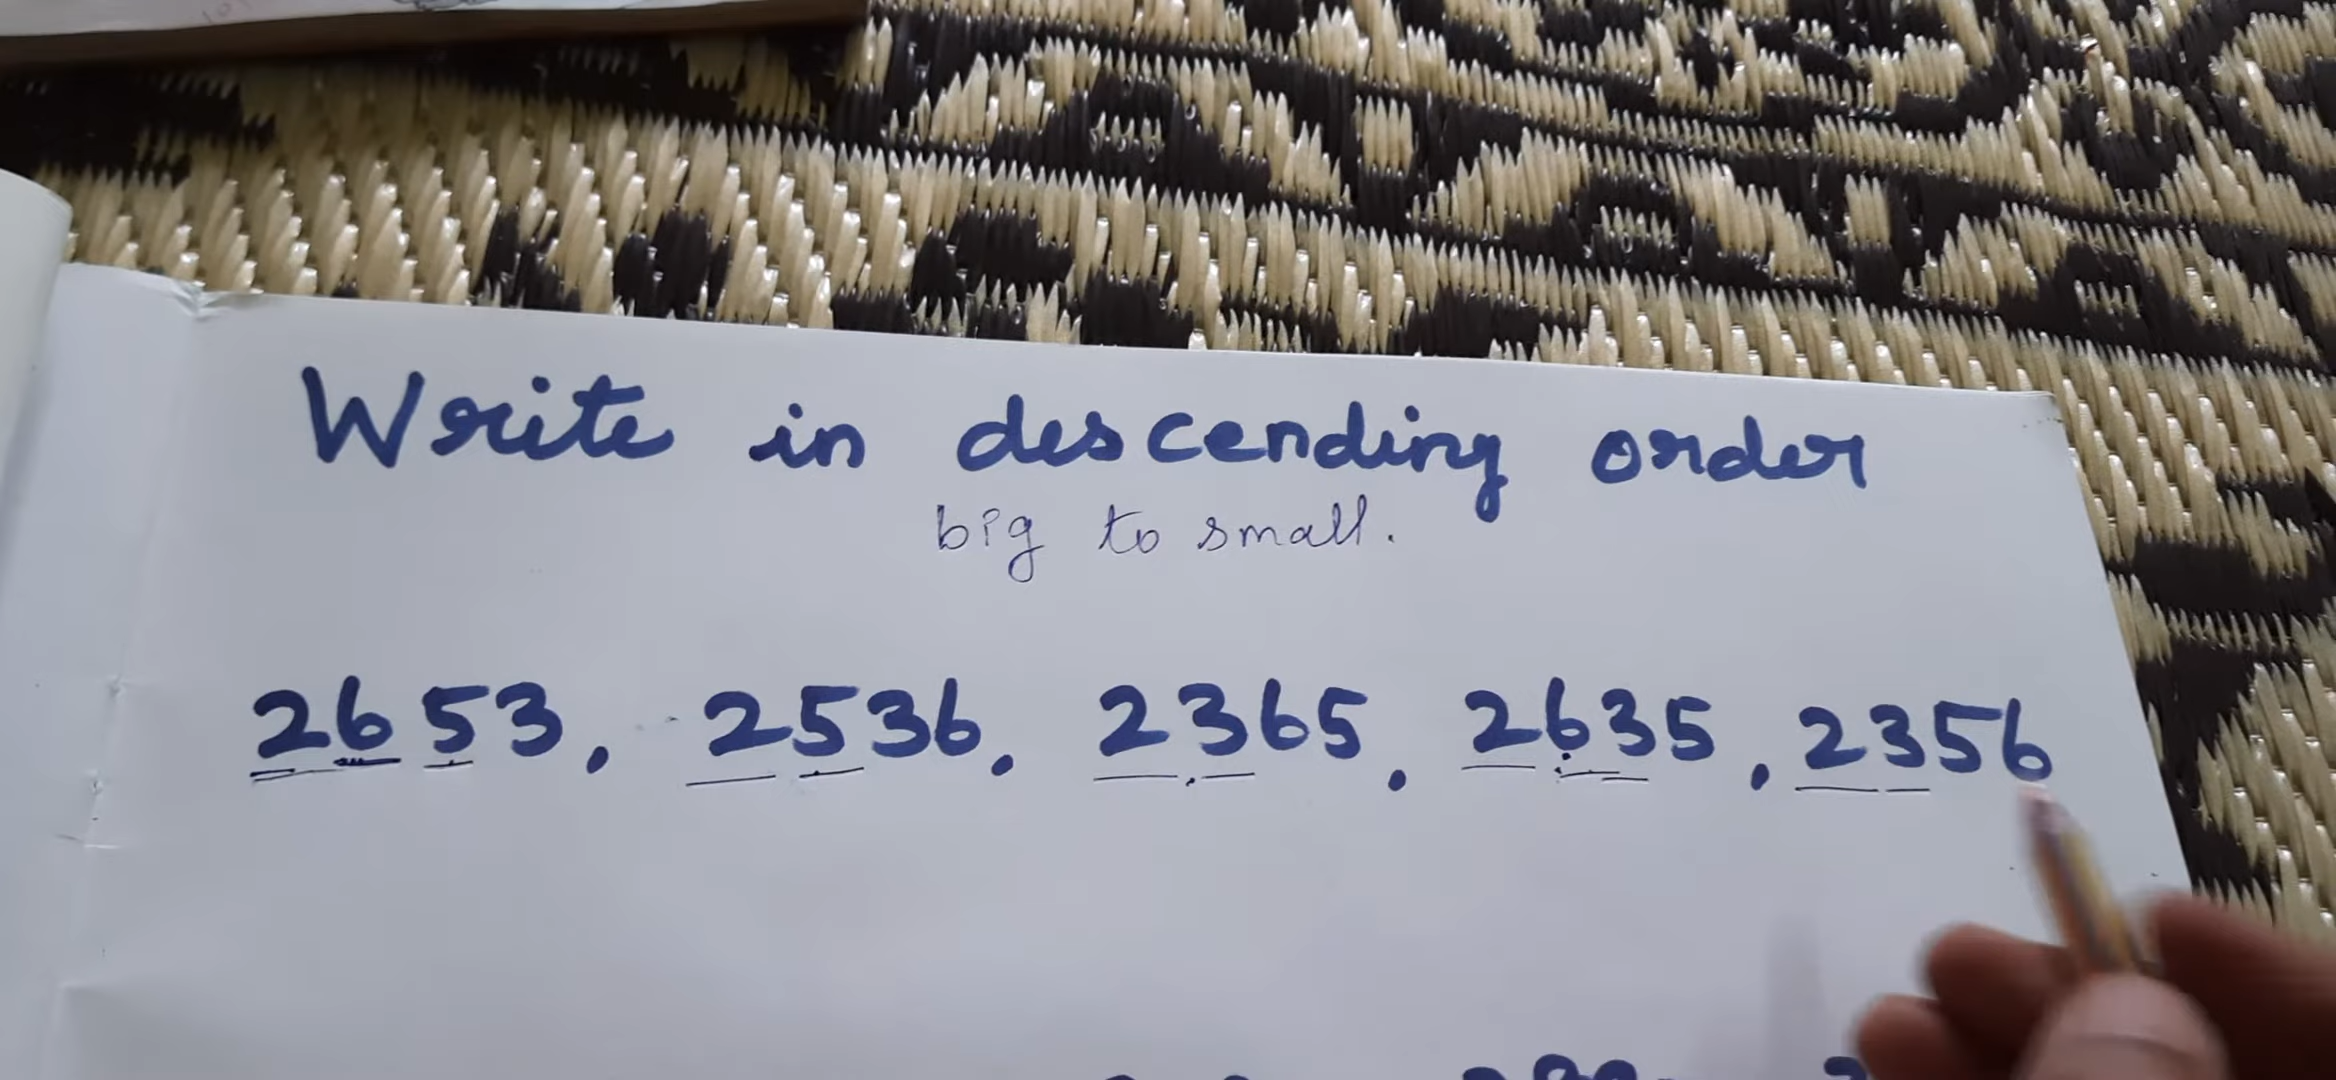 Write in descending order
big to small.
2653, 2536, 2365, 2635, 2356